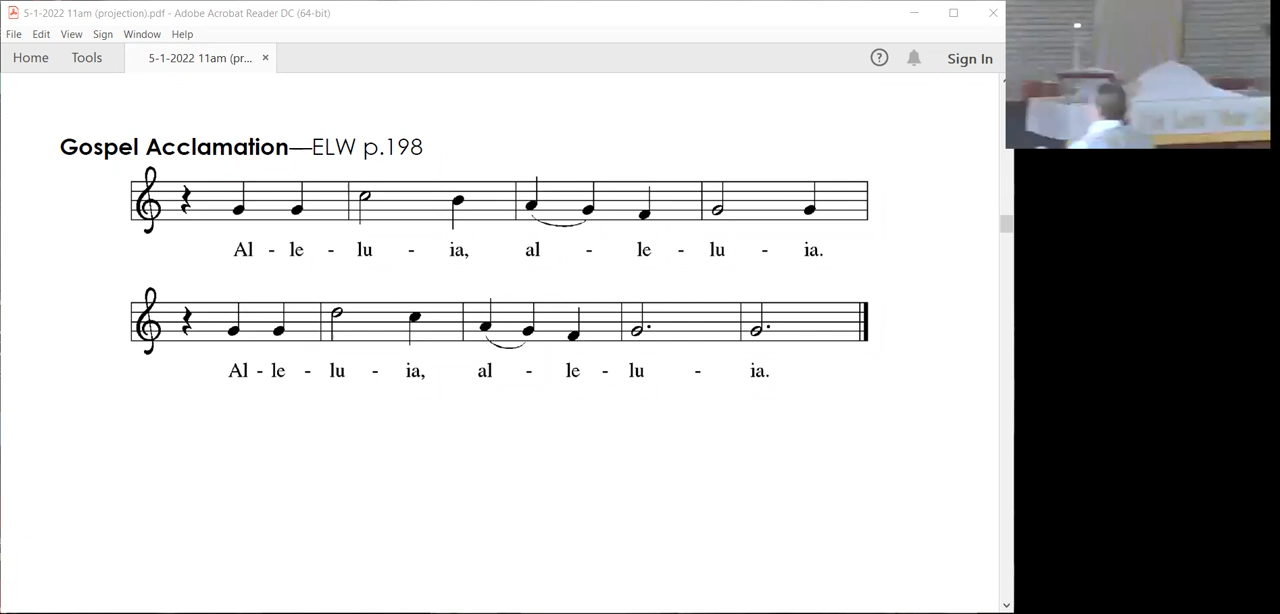 5-1-2022 11am (projection).pdf - Adobe Acrobat Reader DC (64-bit)
File Edit View Sign Window Help
Home Tools 5-1-2022 11am (pr... × ? Sign In
Gospel Acclamation—ELW p.198
Al - le - lu - ia, al - le - lu - ia.
Al - le - lu - ia, al - le - lu - ia.